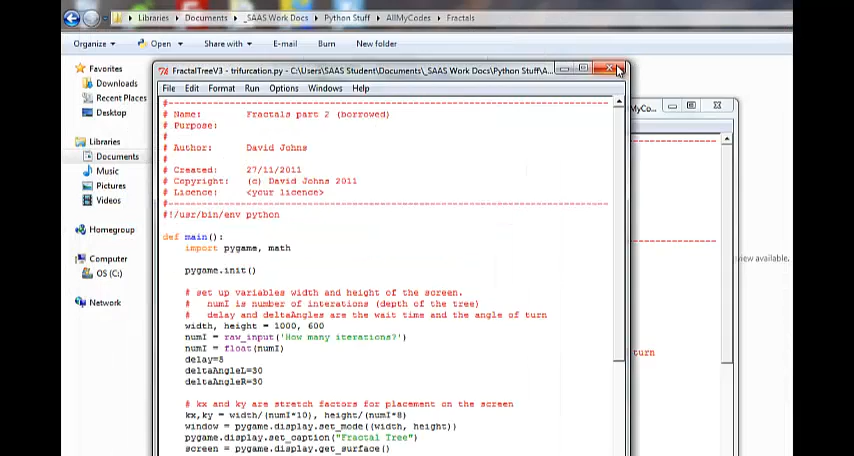 Libraries ▸ Documents ▸ _SAAS Work Docs ▸ Python Stuff ▸ AllMyCodes ▸ Fractals
Organize Open Share with E-mail Burn New folder
Favorites
Downloads
Recent Places
Desktop
Libraries
Documents
Music
Pictures
Videos
Homegroup
Computer
OS (C:)
Network
FractalTreeV3 - trifurcation.py - C:\Users\SAAS Student\Documents\_SAAS Work Docs\Python Stuff\A...
File Edit Format Run Options Windows Help
#------------------------------------------------------------
# Name: Fractals part 2 (borrowed)
# Purpose:
#
# Author: David Johns
#
# Created: 27/11/2011
# Copyright: (c) David Johns 2011
# Licence: <your licence>
#------------------------------------------------------------
#!/usr/bin/env python
def main():
import pygame, math
pygame.init()
# set up variables width and height of the screen.
# numI is number of interations (depth of the tree)
# delay and deltaAngles are the wait time and the angle of turn
width, height = 1000, 600
numI = raw_input('How many iterations?')
numI = float(numI)
delay=8
deltaAngleL=30
deltaAngleR=30
# kx and ky are stretch factors for placement on the screen
kx,ky = width/(numI*10), height/(numI*8)
window = pygame.display.set_mode((width, height))
pygame.display.set_caption("Fractal Tree")
screen = pygame.display.get_surface()
MyCo...
view available.
turn